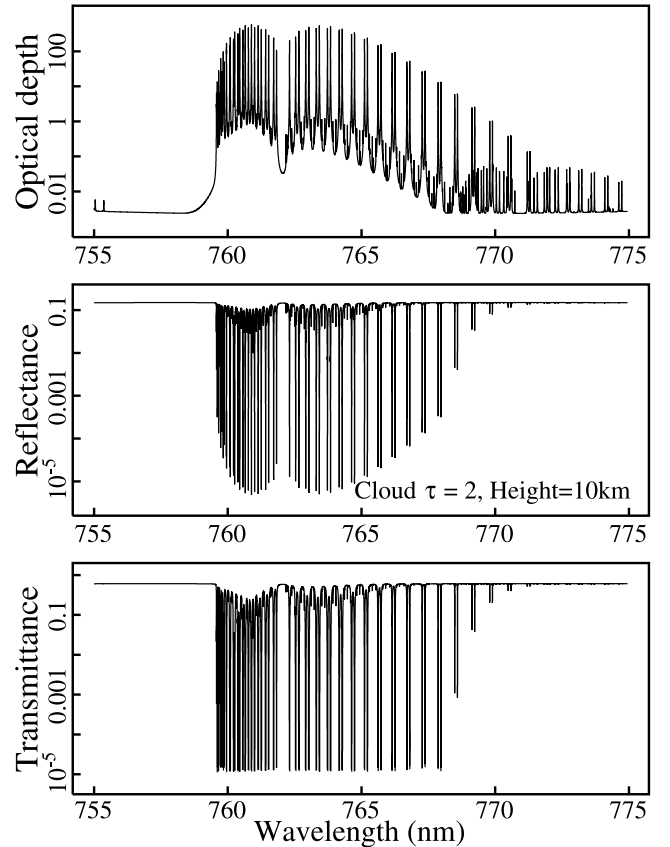 Optical depth
100
1
0.01
755 760 765 770 775
Reflectance
0.1
0.001
10⁻⁵
Cloud τ = 2, Height=10km
755 760 765 770 775
Transmittance
0.1
0.001
10⁻⁵
755 760 765 770 775
Wavelength (nm)